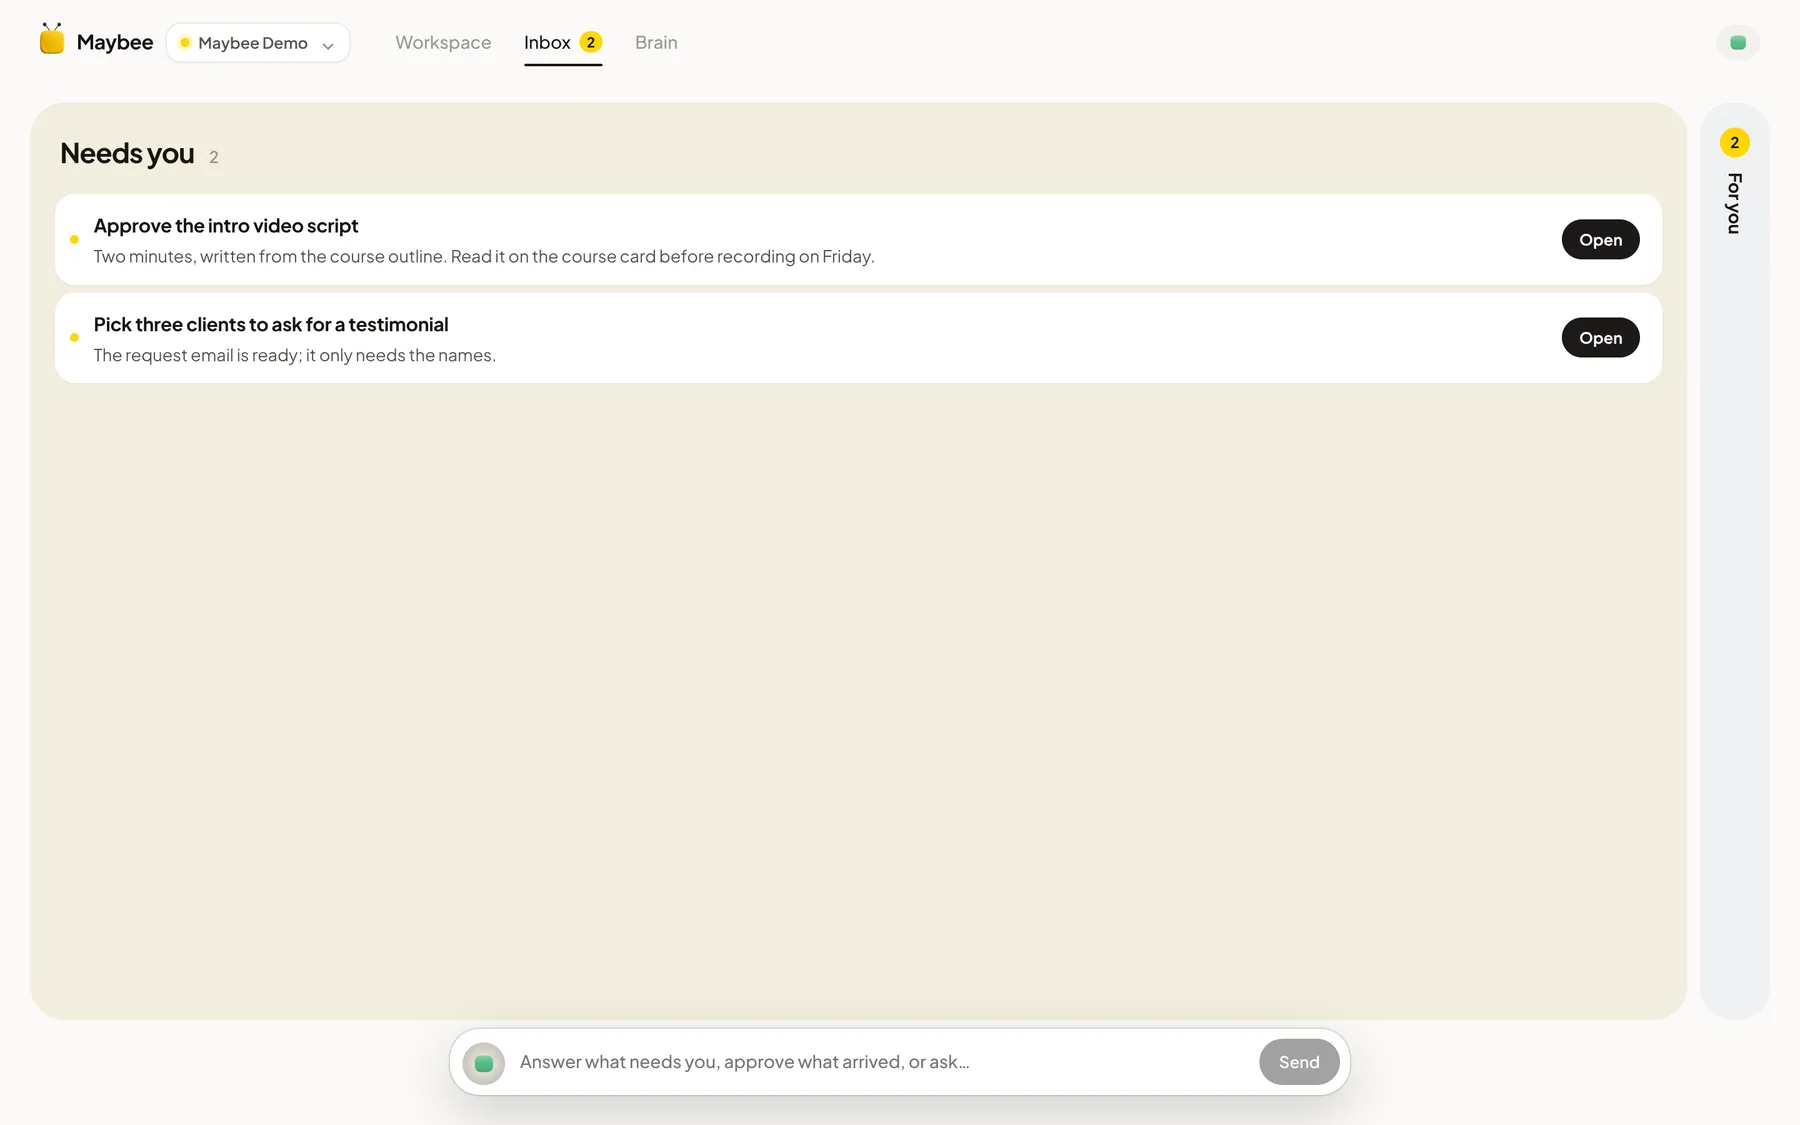 Maybee
Maybee Demo
Workspace
Inbox 2
Brain
Needs you 2
Approve the intro video script
Two minutes, written from the course outline. Read it on the course card before recording on Friday.
Open
Pick three clients to ask for a testimonial
The request email is ready; it only needs the names.
Open
2
For you
Answer what needs you, approve what arrived, or ask…
Send